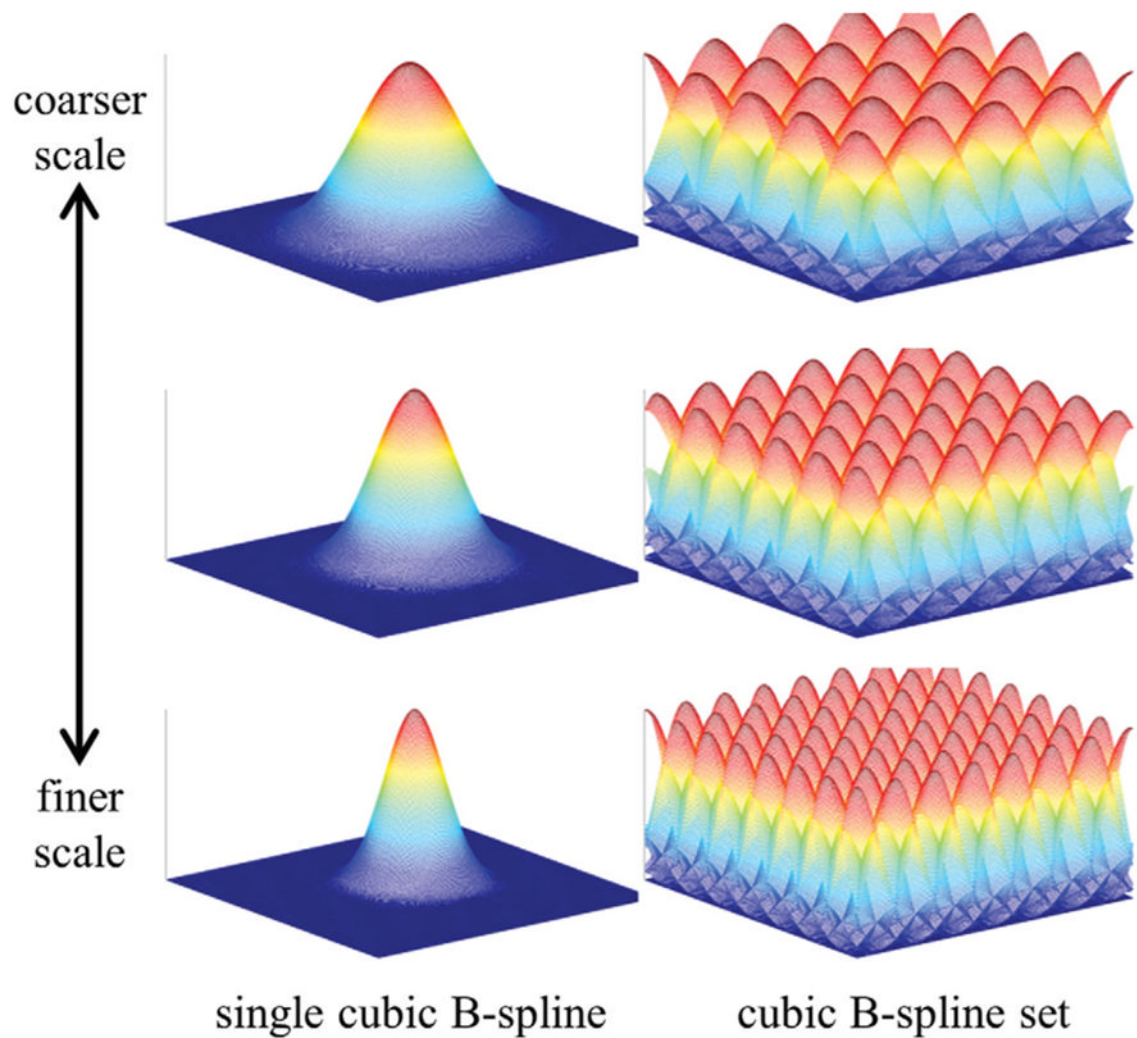 coarser
scale
finer
scale
single cubic B-spline
cubic B-spline set